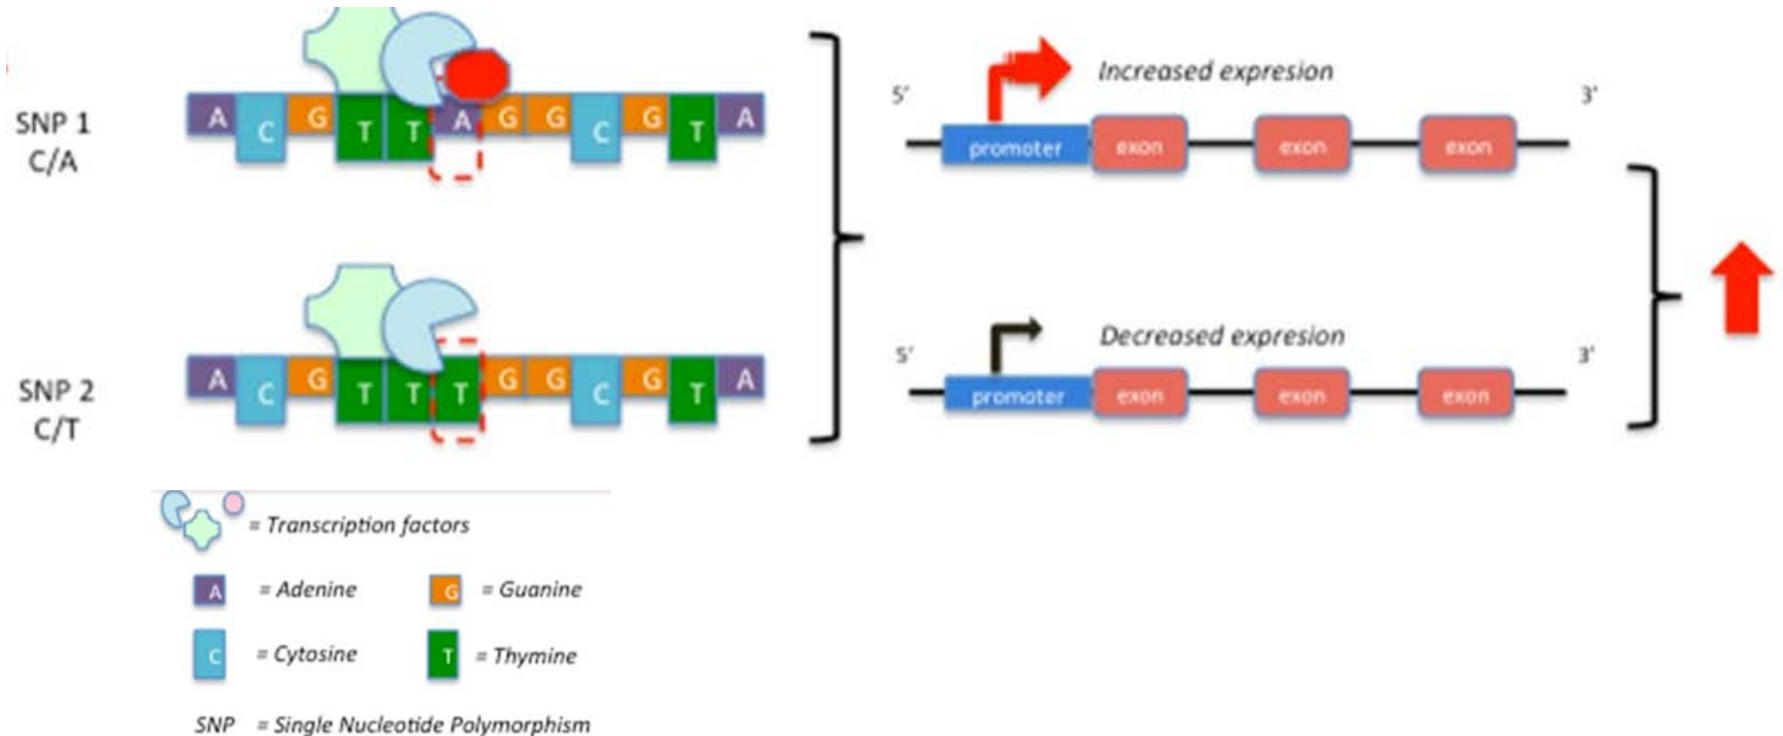 SNP 1
C/A
A C G T T A G G C G T A
5'
Increased expresion
3'
promoter exon exon exon
SNP 2
C/T
A C G T T T G G C G T A
5'
Decreased expresion
3'
promoter exon exon exon
= Transcription factors
A = Adenine
G = Guanine
C = Cytosine
T = Thymine
SNP = Single Nucleotide Polymorphism